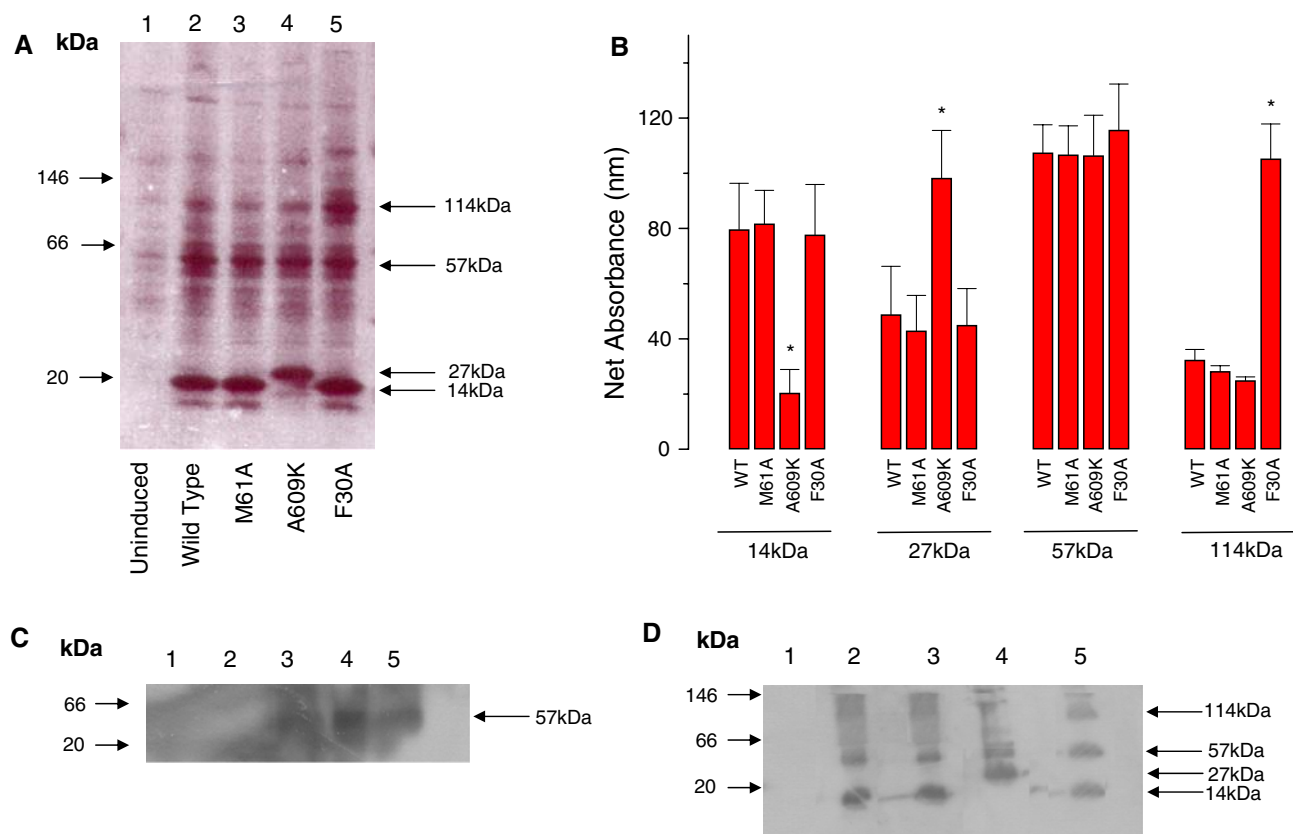 A
kDa
1 2 3 4 5
146
66
20
114kDa
57kDa
27kDa
14kDa
Uninduced
Wild Type
M61A
A609K
F30A
B
Net Absorbance (nm)
120
80
40
0
* * *
WT M61A A609K F30A
WT M61A A609K F30A
WT M61A A609K F30A
WT M61A A609K F30A
14kDa 27kDa 57kDa 114kDa
C
kDa
1 2 3 4 5
66
20
57kDa
D
kDa
1 2 3 4 5
146
66
20
114kDa
57kDa
27kDa
14kDa